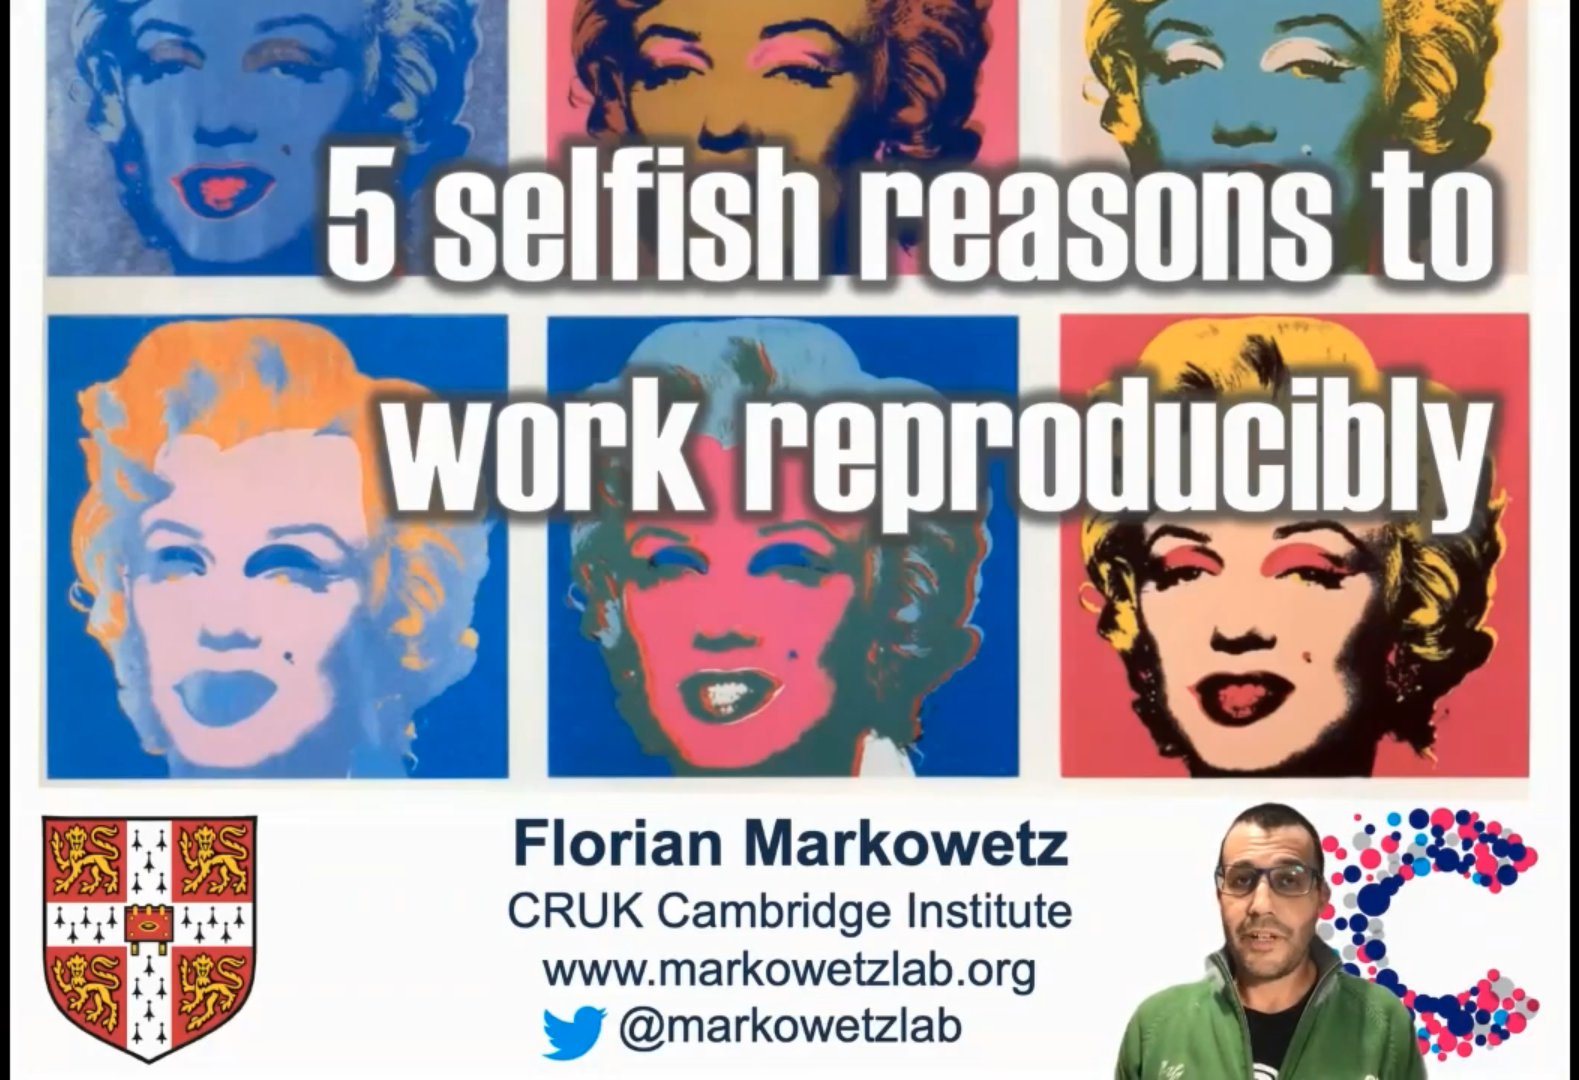 5 selfish reasons to
work reproducibly
Florian Markowetz
CRUK Cambridge Institute
www.markowetzlab.org
@markowetzlab